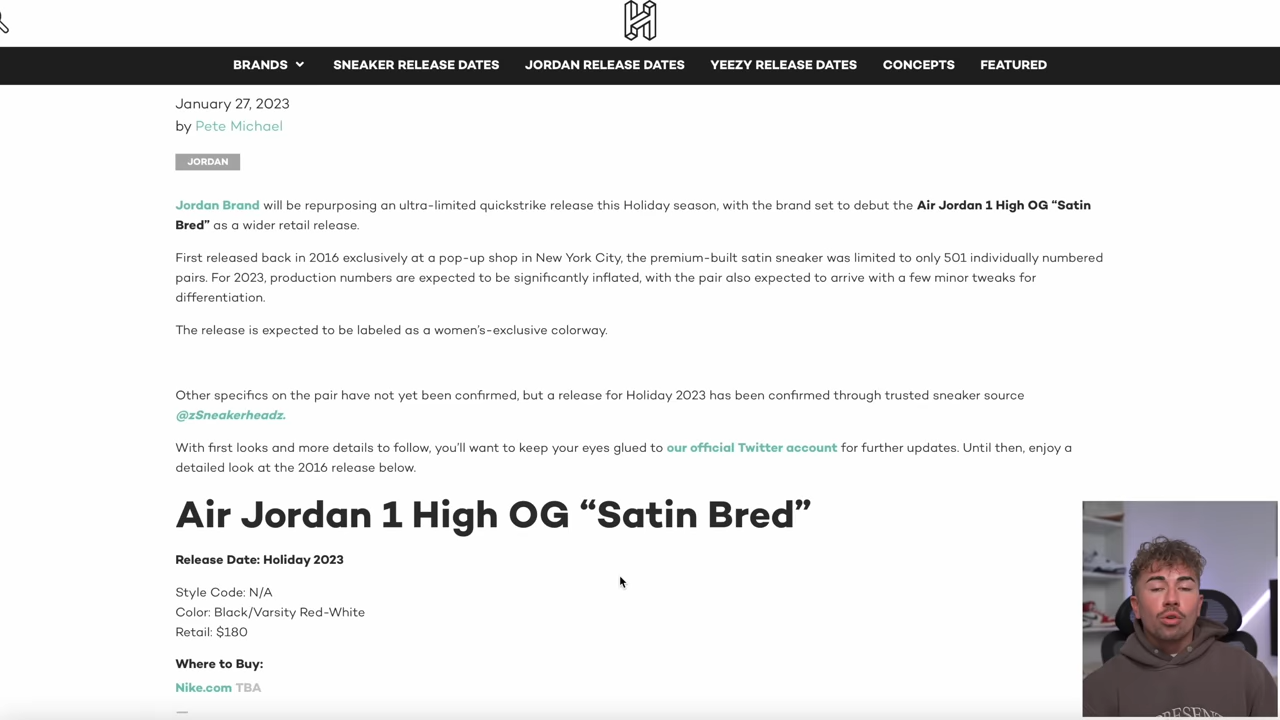 BRANDS SNEAKER RELEASE DATES JORDAN RELEASE DATES YEEZY RELEASE DATES CONCEPTS FEATURED
January 27, 2023
by Pete Michael
JORDAN
Jordan Brand will be repurposing an ultra-limited quickstrike release this Holiday season, with the brand set to debut the Air Jordan 1 High OG “Satin
Bred” as a wider retail release.
First released back in 2016 exclusively at a pop-up shop in New York City, the premium-built satin sneaker was limited to only 501 individually numbered
pairs. For 2023, production numbers are expected to be significantly inflated, with the pair also expected to arrive with a few minor tweaks for
differentiation.
The release is expected to be labeled as a women’s-exclusive colorway.
Other specifics on the pair have not yet been confirmed, but a release for Holiday 2023 has been confirmed through trusted sneaker source
@zSneakerheadz.
With first looks and more details to follow, you’ll want to keep your eyes glued to our official Twitter account for further updates. Until then, enjoy a
detailed look at the 2016 release below.
Air Jordan 1 High OG “Satin Bred”
Release Date: Holiday 2023
Style Code: N/A
Color: Black/Varsity Red-White
Retail: $180
Where to Buy:
Nike.com TBA